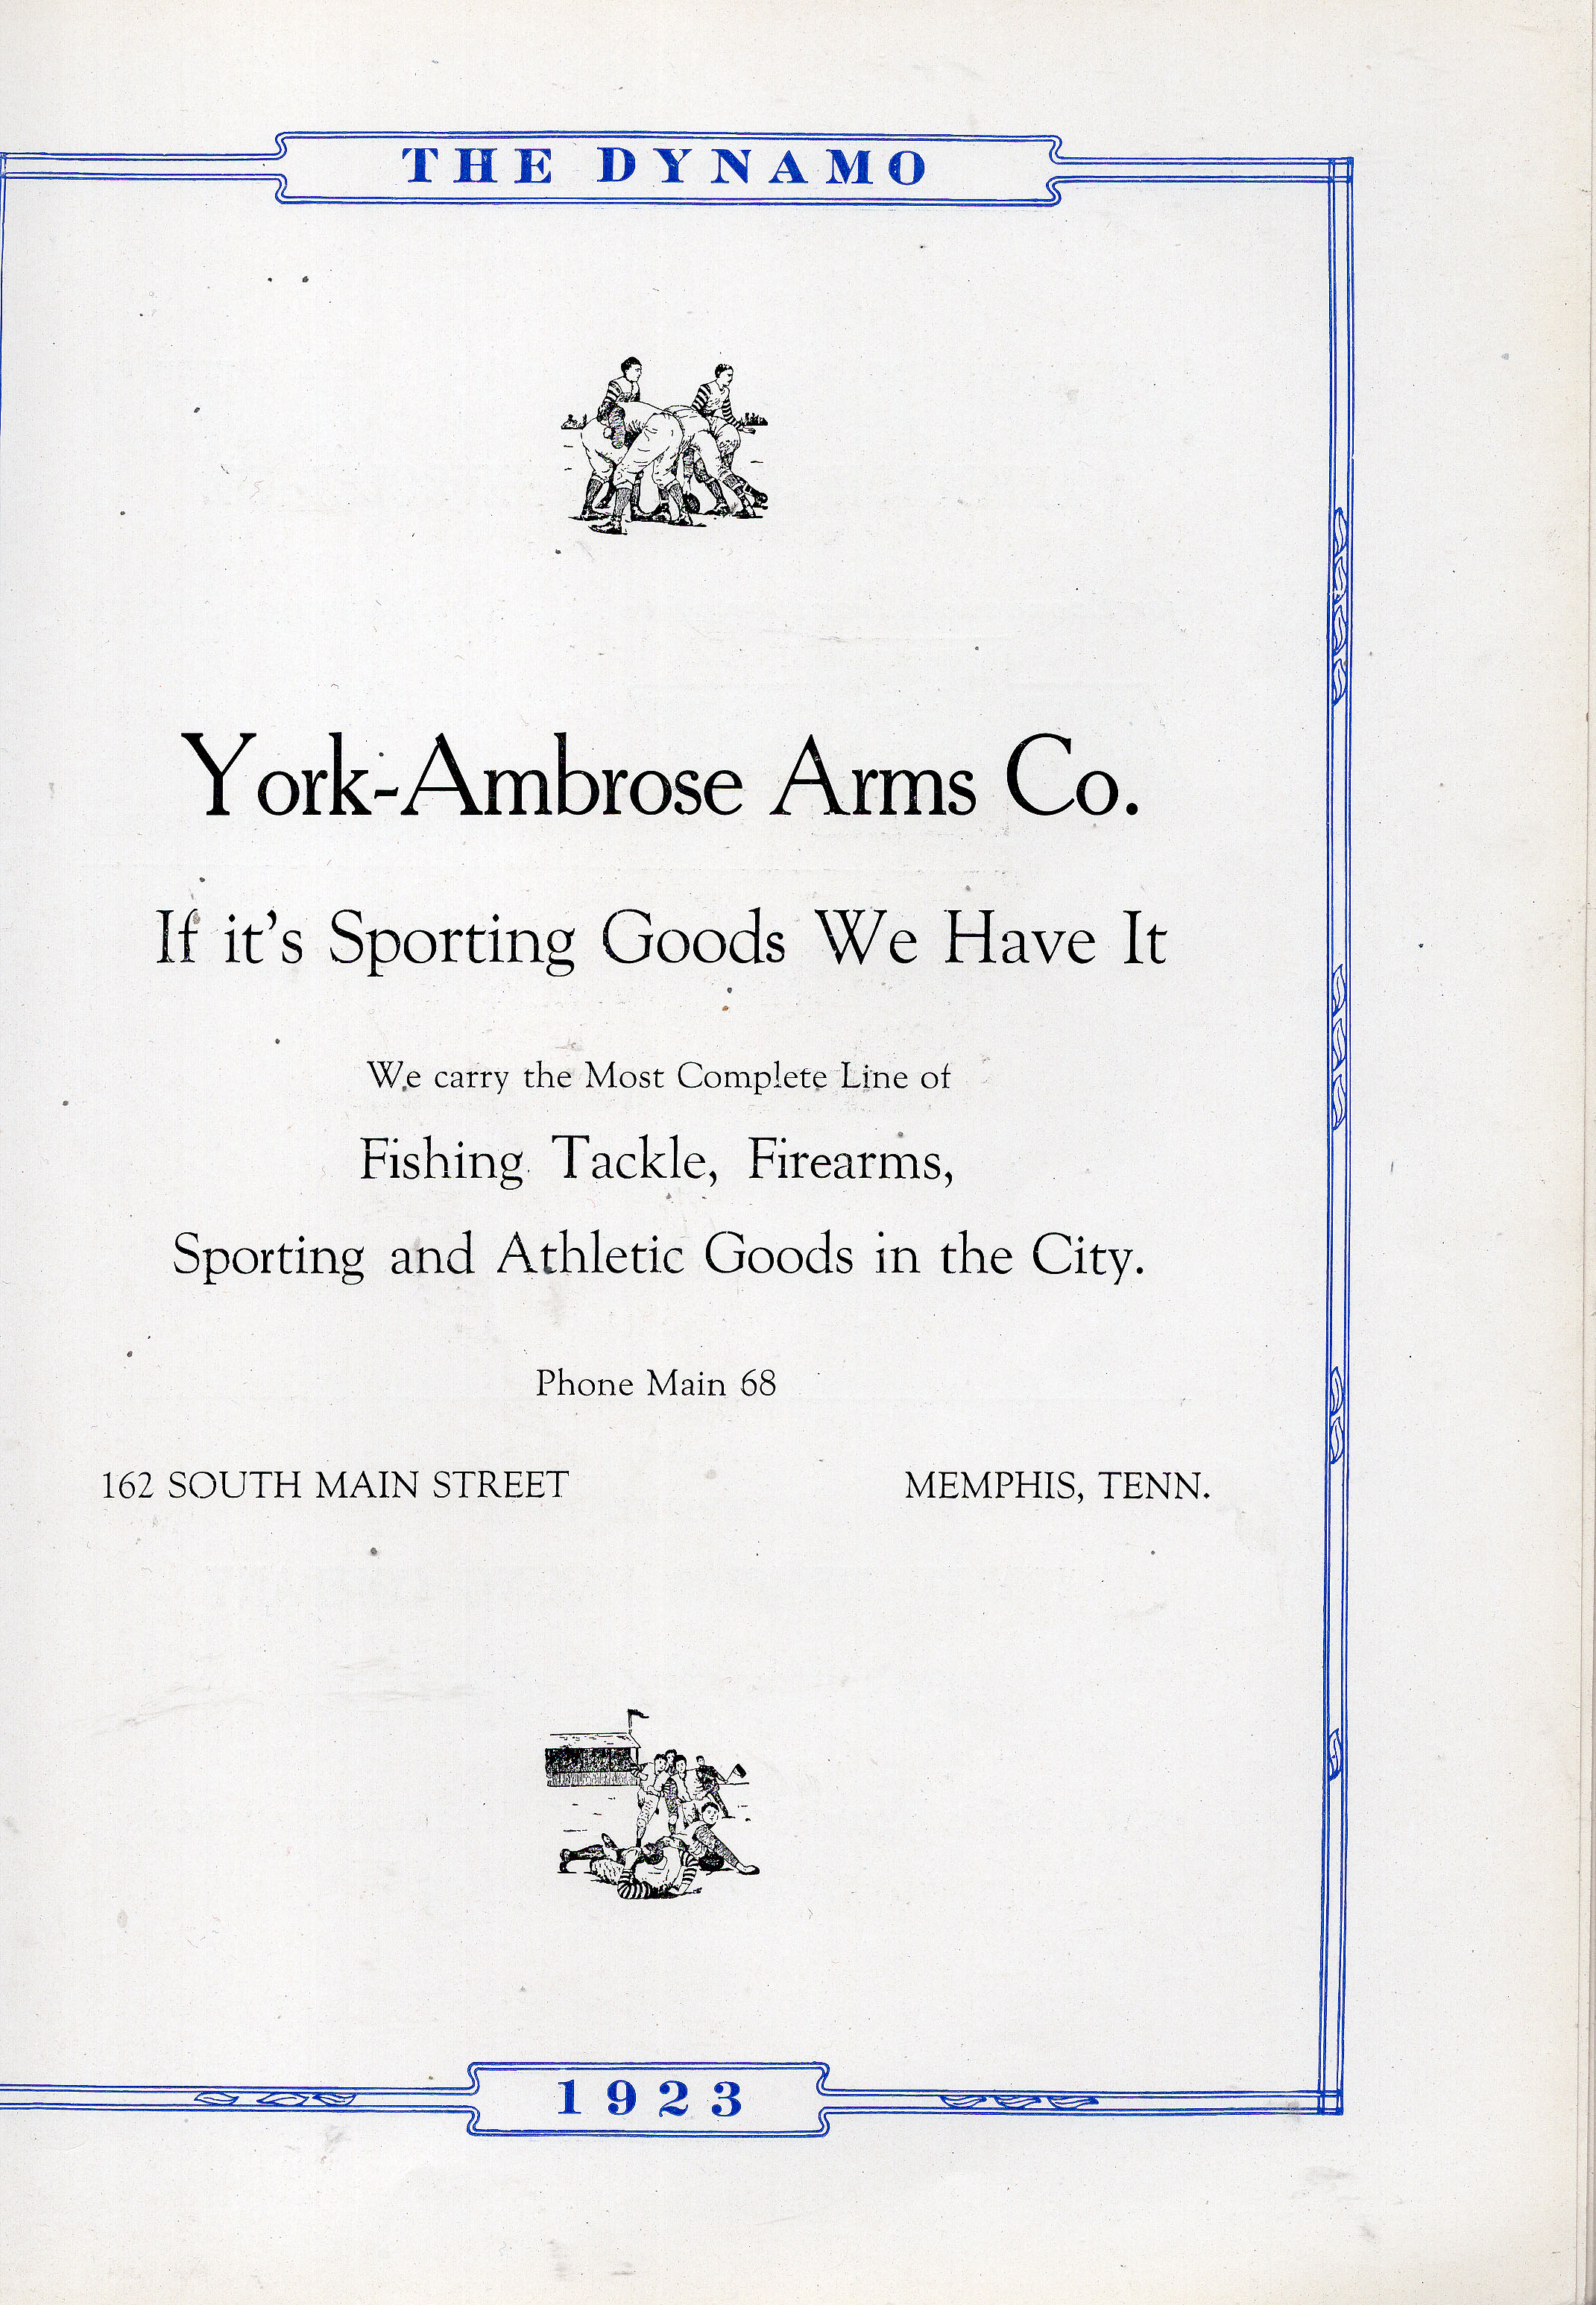 THE DYNAMO
York-Ambrose Arms Co.
If it's Sporting Goods We Have It
We carry the Most Complete Line of
Fishing Tackle, Firearms,
Sporting and Athletic Goods in the City.
Phone Main 68
162 SOUTH MAIN STREET MEMPHIS, TENN.
1923